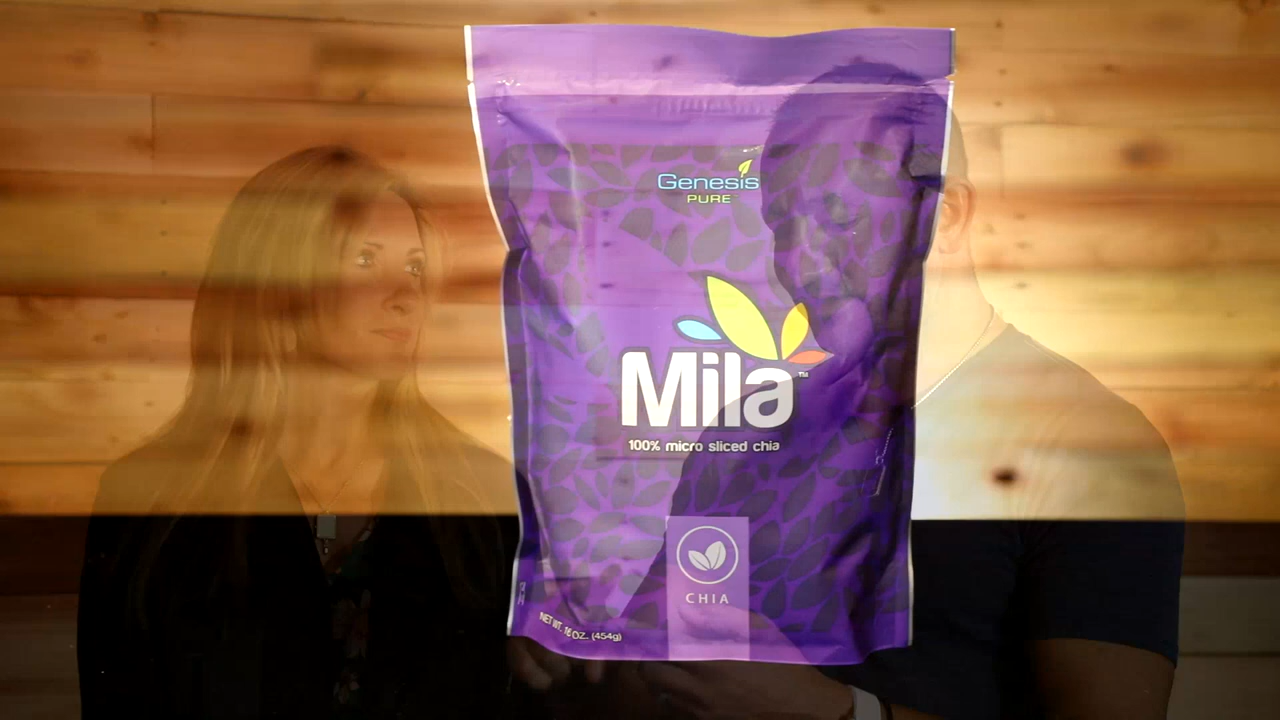 Genesis
PURE
Mila™
100% micro sliced chia
CHIA
NET WT. 16 OZ. (454g)